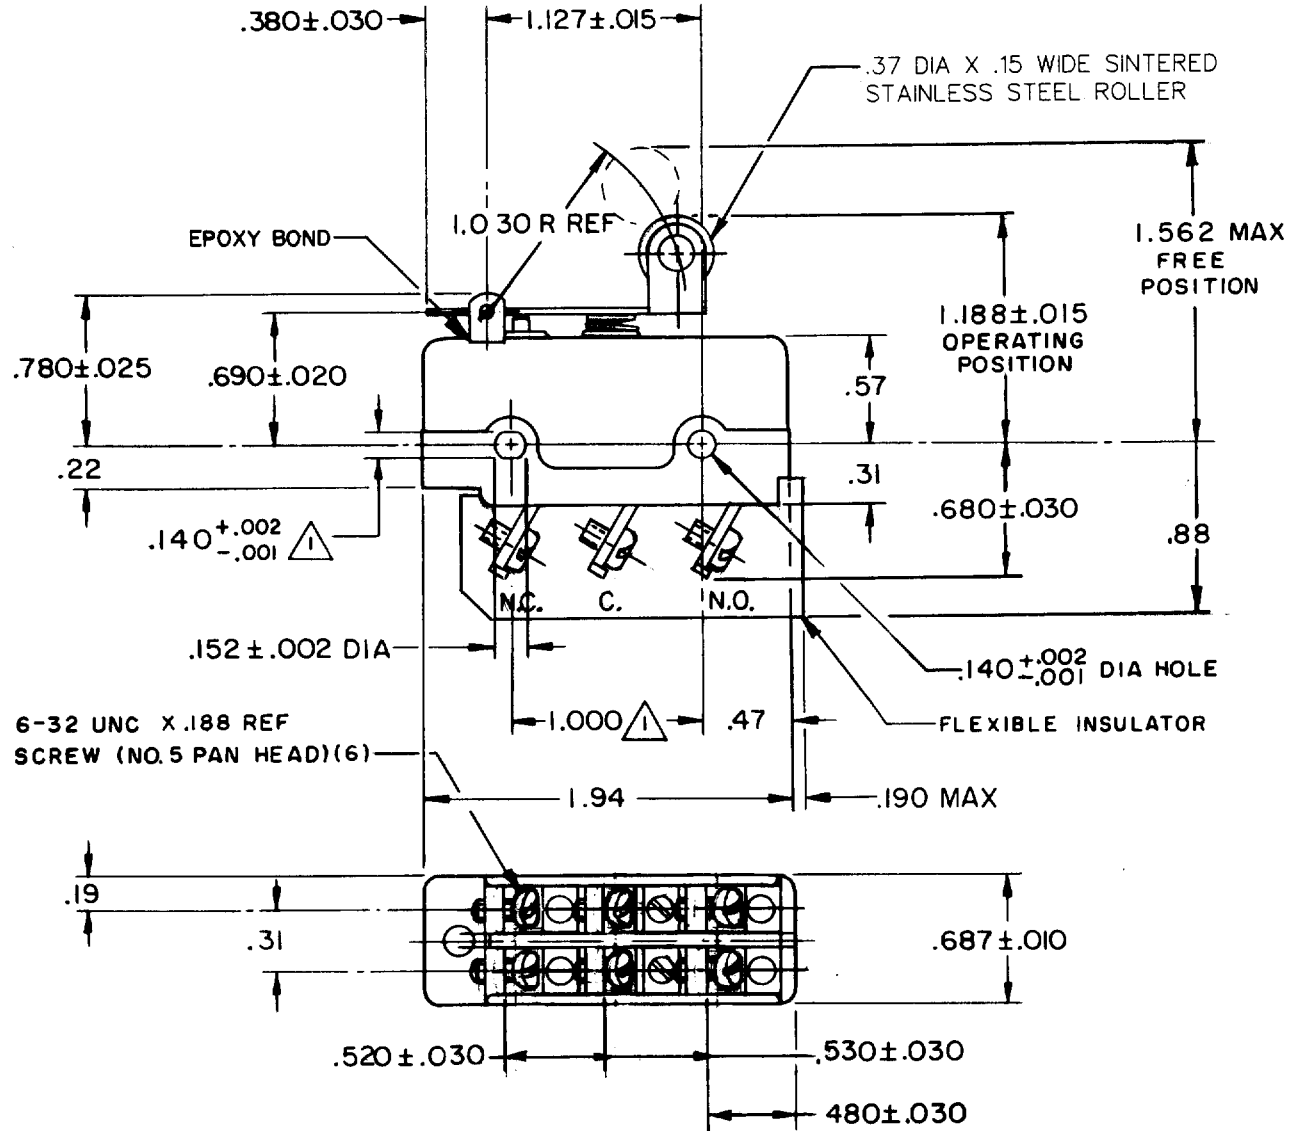 .380±.030
1.127±.015
.37 DIA X .15 WIDE SINTERED
STAINLESS STEEL ROLLER
EPOXY BOND
1.030 R REF
1.562 MAX
FREE
POSITION
1.188±.015
OPERATING
POSITION
.780±.025
.690±.020
.57
.22
.31
.680±.030
.88
.140 +.002
-.001 1
N.C. C. N.O.
.152±.002 DIA
.140 +.002
-.001 DIA HOLE
6-32 UNC X .188 REF
SCREW (NO. 5 PAN HEAD)(6)
1.000 1
.47
FLEXIBLE INSULATOR
1.94
.190 MAX
.19
.31
.687±.010
.520±.030
.530±.030
480±.030